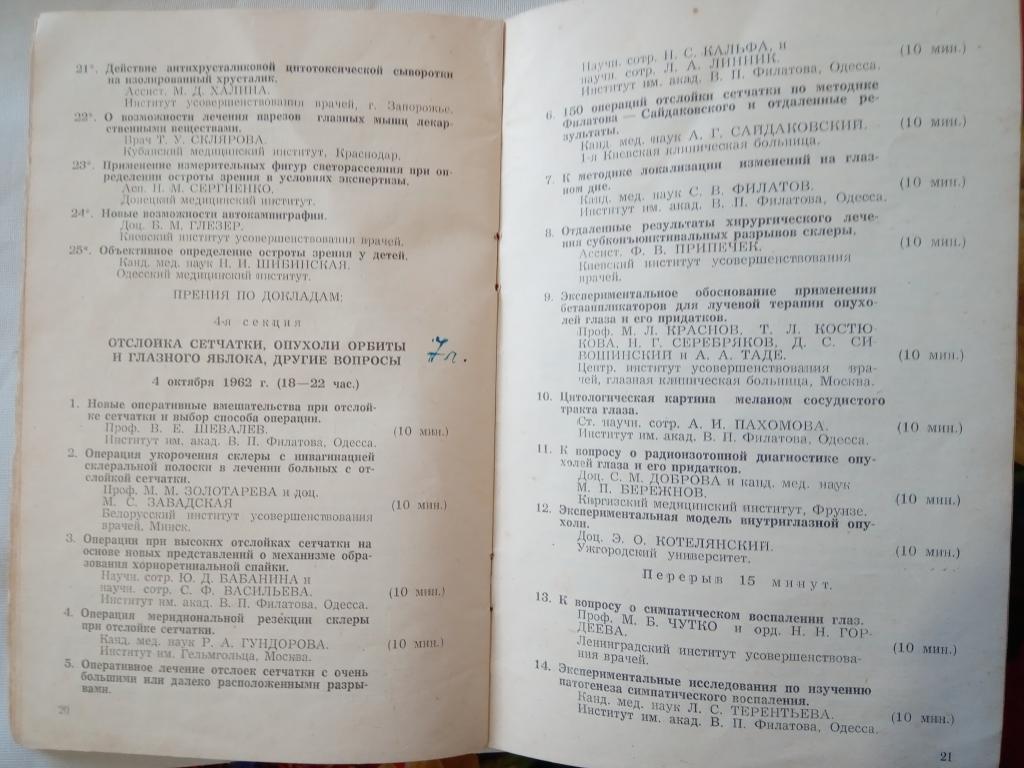 21*. Действие антихрусталиковой цитотоксической сыворотки
на изолированный хрусталик.
Ассист. М. Д. ХАЛИНА.
Институт усовершенствования врачей, г. Запорожье.
22*. О возможности лечения парезов глазных мышц лекар-
ственными веществами.
Врач Т. У. СКЛЯРОВА.
Кубанский медицинский институт, Краснодар.
23*. Применение измерительных фигур светорассеяния при оп-
ределении остроты зрения в условиях экспертизы.
Асп. Н. М. СЕРГИЕНКО.
Донецкий медицинский институт.
24*. Новые возможности автокампиграфии.
Доц. Б. М. ГЛЕЗЕР.
Киевский институт усовершенствования врачей.
25*. Объективное определение остроты зрения у детей.
Канд. мед. наук Н. И. ШИБИНСКАЯ.
Одесский медицинский институт.
ПРЕНИЯ ПО ДОКЛАДАМ:
4-я секция
ОТСЛОЙКА СЕТЧАТКИ, ОПУХОЛИ ОРБИТЫ
И ГЛАЗНОГО ЯБЛОКА, ДРУГИЕ ВОПРОСЫ
4 октября 1962 г. (18—22 час.)
1. Новые оперативные вмешательства при отслой-
ке сетчатки и выбор способа операции.
Проф. В. Е. ШЕВАЛЕВ. (10 мин.)
Институт им. акад. В. П. Филатова, Одесса.
2. Операция укорочения склеры с инвагинацией
склеральной полоски в лечении больных с от-
слойкой сетчатки.
Проф. М. М. ЗОЛОТАРЕВА и доц.
М. С. ЗАВАДСКАЯ (10 мин.)
Белорусский институт усовершенствования
врачей, Минск.
3. Операции при высоких отслойках сетчатки на
основе новых представлений о механизме обра-
зования хорноретинальной спайки.
Научн. сотр. Ю. Д. БАБАНИНА и
научн. сотр. С. Ф. ВАСИЛЬЕВА. (10 мин.)
Институт им. акад. В. П. Филатова, Одесса.
4. Операция меридиональной резекции склеры
при отслойке сетчатки.
Канд. мед. наук Р. А. ГУНДОРОВА. (10 мин.)
Институт им. Гельмгольца, Москва.
5. Оперативное лечение отслоек сетчатки с очень
большими или далеко расположенными разры-
вами.
20
Научн. сотр. Н. С. КАЛЬФА, и
научн. сотр. Л. А. ЛИННИК. (10 мин.)
Институт им. акад. В. П. Филатова, Одесса.
6. 150 операций отслойки сетчатки по методике
Филатова — Сайдаковского и отдаленные ре-
зультаты.
Канд. мед. наук А. Г. САЙДАКОВСКИЙ. (10 мин.)
1-я Киевская клиническая больница.
7. К методике локализации изменений на глаз-
ном дне.
Канд. мед. наук С. В. ФИЛАТОВ. (10 мин.)
Институт им. акад. В. П. Филатова, Одесса.
8. Отдаленные результаты хирургического лече-
ния субконъюнктивальных разрывов склеры.
Ассист. Ф. В. ПРИПЕЧЕК. (10 мин.)
Киевский институт усовершенствования
врачей.
9. Экспериментальное обоснование применения
бетааппликаторов для лучевой терапии опухо-
лей глаза и его придатков.
Проф. М. Л. КРАСНОВ, Т. Л. КОСТЮ-
КОВА, Н. Г. СЕРЕБРЯКОВ, Д. С. СИ-
ВОШИНСКИЙ и А. А. ТАДЕ. (10 мин.)
Центр. институт усовершенствования вра-
чей, глазная клиническая больница, Москва.
10. Цитологическая картина меланом сосудистого
тракта глаза.
Ст. научн. сотр. А. И. ПАХОМОВА. (10 мин.)
Институт им. акад. В. П. Филатова, Одесса.
11. К вопросу о радиоизотопной диагностике опу-
холей глаза и его придатков.
Доц. С. М. ДОБРОВА и канд. мед. наук
М. П. БЕРЕЖНОВ. (10 мин.)
Киргизский медицинский институт, Фрунзе.
12. Экспериментальная модель внутриглазной опу-
холи.
Доц. Э. О. КОТЕЛЯНСКИЙ. (10 мин.)
Ужгородский университет.
Перерыв 15 минут.
13. К вопросу о симпатическом воспалении глаз.
Проф. М. Б. ЧУТКО и орд. Н. Н. ГОР-
ДЕЕВА. (10 мин.)
Ленинградский институт усовершенствова-
ния врачей.
14. Экспериментальные исследования по изучению
патогенеза симпатического воспаления.
Канд. мед. наук Л. С. ТЕРЕНТЬЕВА. (10 мин.)
Институт им. акад. В. П. Филатова, Одесса.
21